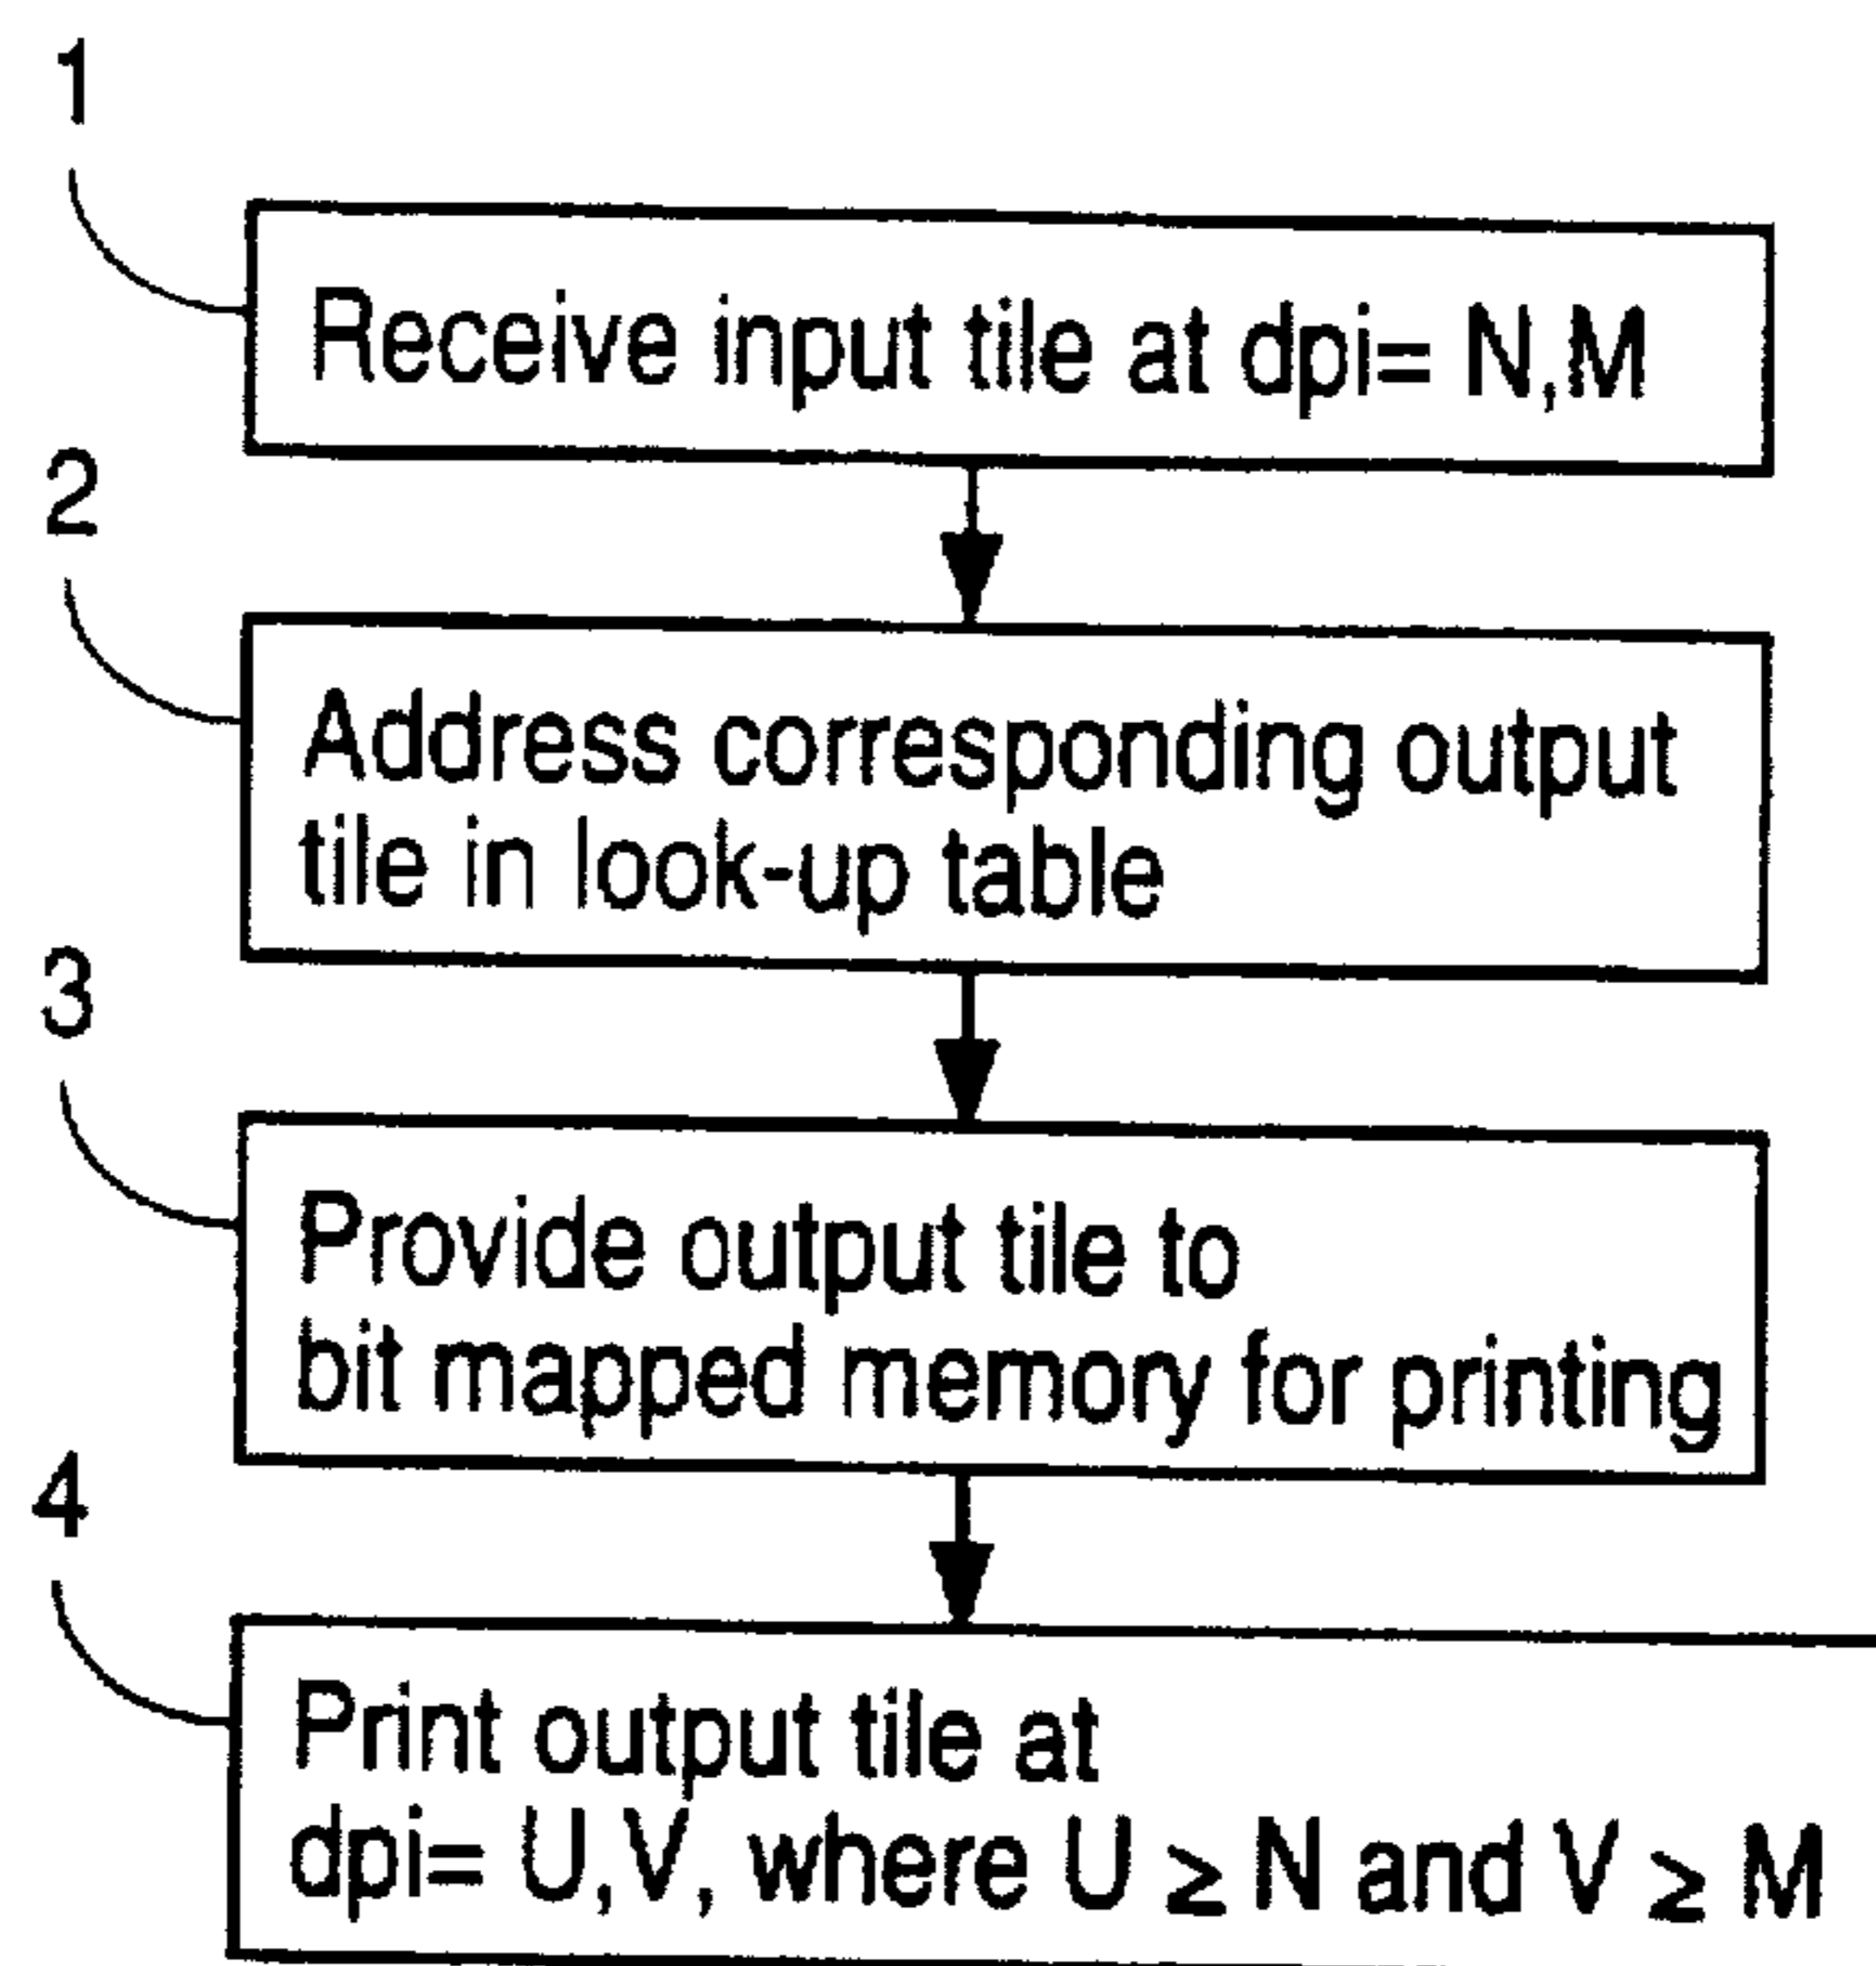 1
Receive input tile at dpi= N,M
2
Address corresponding output
tile in look-up table
3
Provide output tile to
bit mapped memory for printing
4
Print output tile at
dpi= U,V, where U ≥ N and V ≥ M